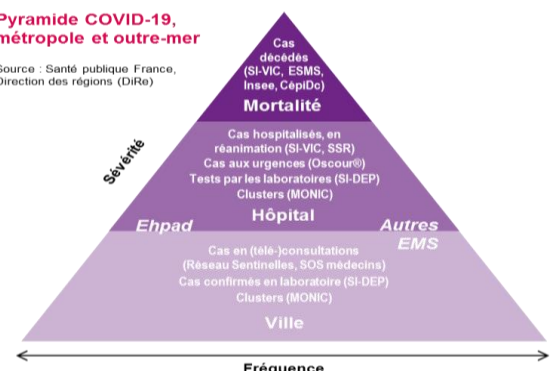 Pyramide COVID-19,
métropole et outre-mer
Source : Santé publique France,
Direction des régions (DiRe)
Cas
décédés
(SI-VIC, ESMS,
Insee, CépiDc)
Mortalité
Sévérité
Cas hospitalisés, en
réanimation (SI-VIC, SSR)
Cas aux urgences (Oscour®)
Tests par les laboratoires (SI-DEP)
Clusters (MONIC)
Hôpital
Ehpad
Autres
EMS
Cas en (télé-)consultations
(Réseau Sentinelles, SOS médecins)
Cas confirmés en laboratoire (SI-DEP)
Clusters (MONIC)
Ville
Fréquence